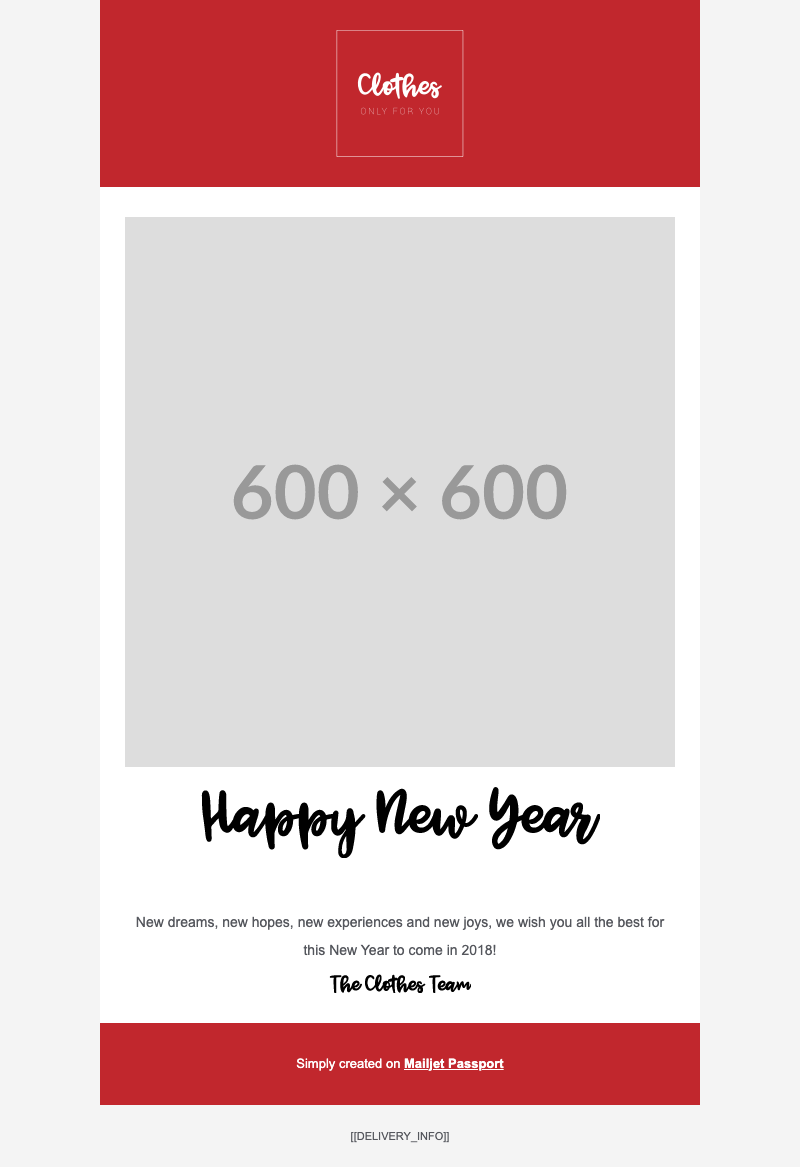 Clothes
ONLY FOR YOU
600 × 600
Happy New Year
New dreams, new hopes, new experiences and new joys, we wish you all the best for
this New Year to come in 2018!
The Clothes Team
Simply created on Mailjet Passport
[[DELIVERY_INFO]]